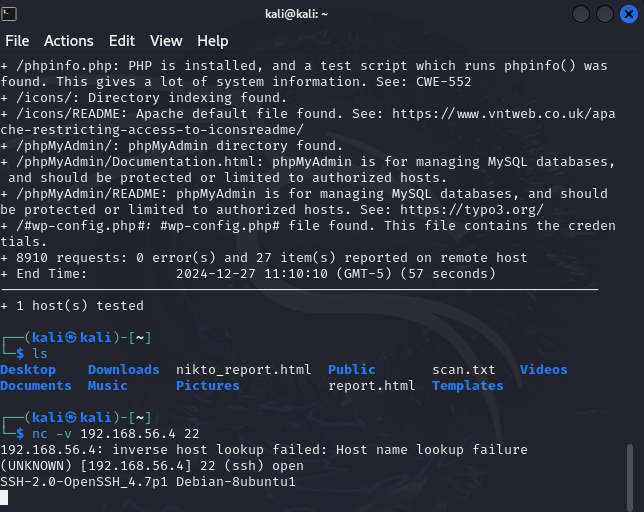 kali@kali: ~
File Actions Edit View Help
+ /phpinfo.php: PHP is installed, and a test script which runs phpinfo() was
found. This gives a lot of system information. See: CWE-552
+ /icons/: Directory indexing found.
+ /icons/README: Apache default file found. See: https://www.vntweb.co.uk/apa
che-restricting-access-to-iconsreadme/
+ /phpMyAdmin/: phpMyAdmin directory found.
+ /phpMyAdmin/Documentation.html: phpMyAdmin is for managing MySQL databases,
 and should be protected or limited to authorized hosts.
+ /phpMyAdmin/README: phpMyAdmin is for managing MySQL databases, and should
be protected or limited to authorized hosts. See: https://typo3.org/
+ /#wp-config.php#: #wp-config.php# file found. This file contains the creden
tials.
+ 8910 requests: 0 error(s) and 27 item(s) reported on remote host
+ End Time:           2024-12-27 11:10:10 (GMT-5) (57 seconds)
+ 1 host(s) tested
┌──(kali㉿kali)-[~]
└─$ ls
Desktop    Downloads  nikto_report.html  Public       scan.txt   Videos
Documents  Music      Pictures           report.html  Templates
┌──(kali㉿kali)-[~]
└─$ nc -v 192.168.56.4 22
192.168.56.4: inverse host lookup failed: Host name lookup failure
(UNKNOWN) [192.168.56.4] 22 (ssh) open
SSH-2.0-OpenSSH_4.7p1 Debian-8ubuntu1